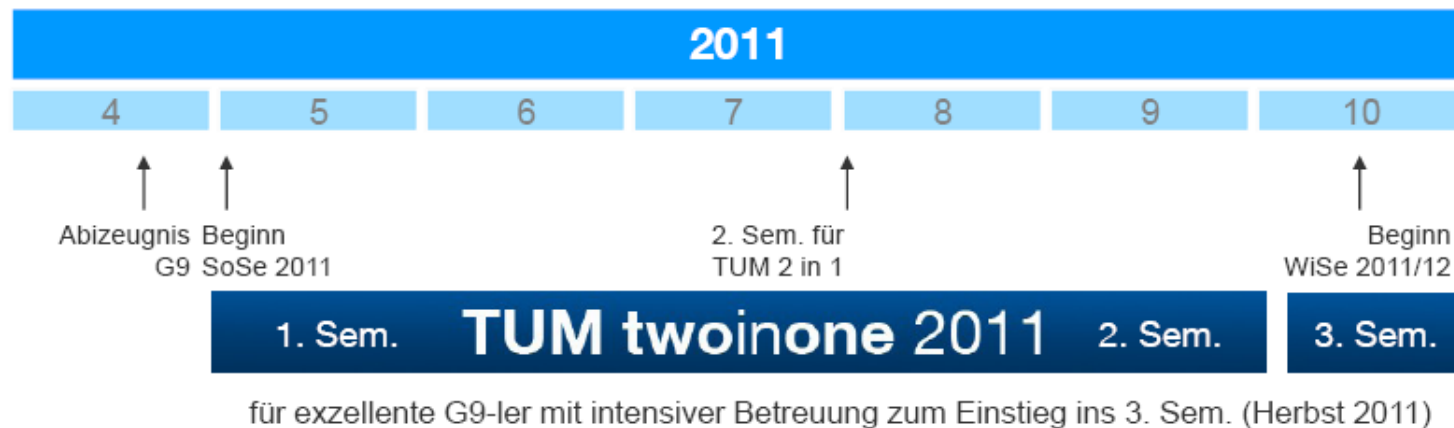 2011
4 5 6 7 8 9 10
Abizeugnis Beginn 2. Sem. für Beginn
G9 SoSe 2011 TUM 2 in 1 WiSe 2011/12
1. Sem. TUM twoinone 2011 2. Sem. 3. Sem.
für exzellente G9-ler mit intensiver Betreuung zum Einstieg ins 3. Sem. (Herbst 2011)